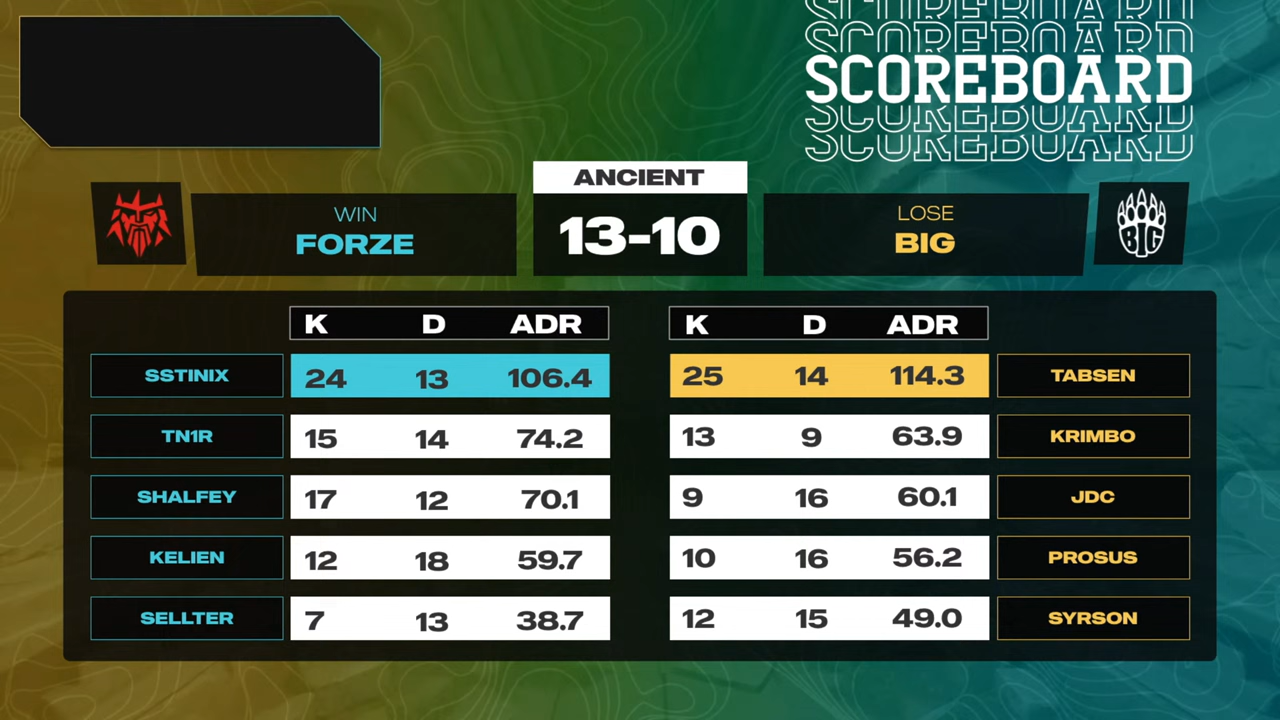 SCOREBOARD
SCOREBOARD
SCOREBOARD
SCOREBOARD
SCOREBOARD
ANCIENT
WIN
FORZE
13-10
LOSE
BIG
BIG
K D ADR
K D ADR
SSTINIX 24 13 106.4
25 14 114.3 TABSEN
TN1R 15 14 74.2
13 9 63.9 KRIMBO
SHALFEY 17 12 70.1
9 16 60.1 JDC
KELIEN 12 18 59.7
10 16 56.2 PROSUS
SELLTER 7 13 38.7
12 15 49.0 SYRSON